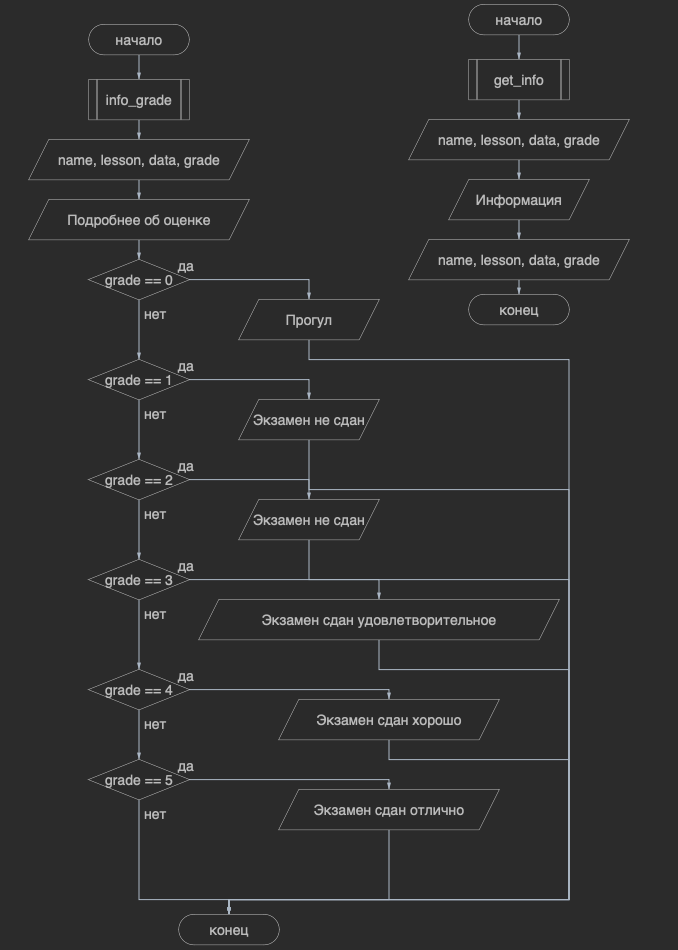 начало
info_grade
name, lesson, data, grade
Подробнее об оценке
grade == 0
да
нет
Прогул
grade == 1
да
нет
Экзамен не сдан
grade == 2
да
нет
Экзамен не сдан
grade == 3
да
нет
Экзамен сдан удовлетворительное
grade == 4
да
нет
Экзамен сдан хорошо
grade == 5
да
нет
Экзамен сдан отлично
конец
начало
get_info
name, lesson, data, grade
Информация
name, lesson, data, grade
конец